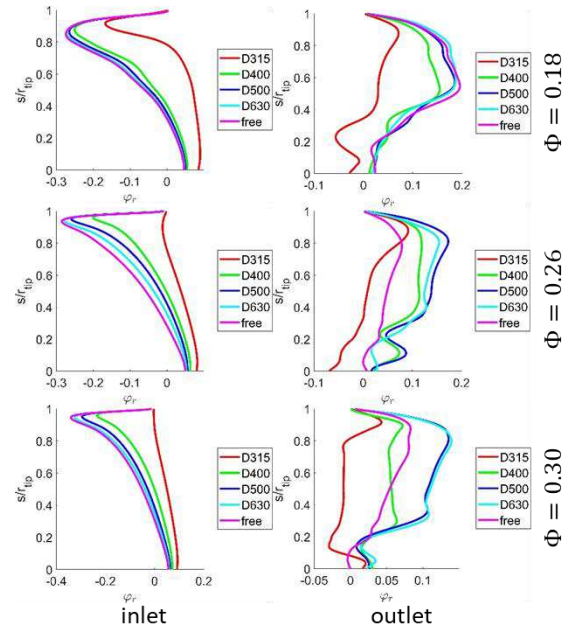 1
0.8
0.6
0.4
0.2
0
s/r_tip
-0.3 -0.2 -0.1 0
φ_r
D315
D400
D500
D630
free
1
0.8
0.6
0.4
0.2
0
s/r_tip
-0.1 0 0.1 0.2
φ_r
D315
D400
D500
D630
free
Φ = 0.18
1
0.8
0.6
0.4
0.2
0
s/r_tip
-0.3 -0.2 -0.1 0 0.1
φ_r
D315
D400
D500
D630
free
1
0.8
0.6
0.4
0.2
0
s/r_tip
-0.1 0 0.1 0.2
φ_r
D315
D400
D500
D630
free
Φ = 0.26
1
0.8
0.6
0.4
0.2
0
s/r_tip
-0.4 -0.2 0 0.2
φ_r
D315
D400
D500
D630
free
1
0.8
0.6
0.4
0.2
0
s/r_tip
-0.05 0 0.05 0.1
φ_r
D315
D400
D500
D630
free
Φ = 0.30
inlet
outlet